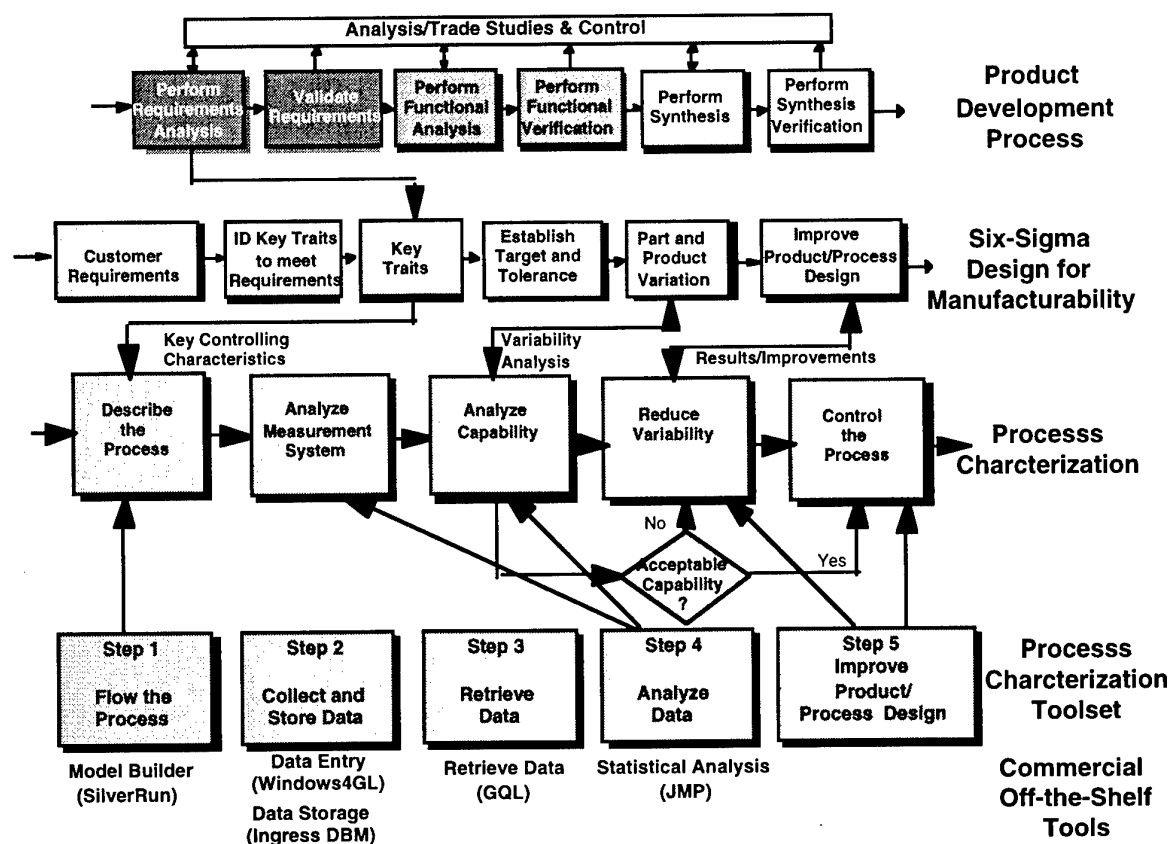 Analysis/Trade Studies & Control
Perform
Requirements
Analysis
Validate
Requirements
Perform
Functional
Analysis
Perform
Functional
Verification
Perform
Synthesis
Perform
Synthesis
Verification
Product
Development
Process
Customer
Requirements
ID Key Traits
to meet
Requirements
Key
Traits
Establish
Target and
Tolerance
Part and
Product
Variation
Improve
Product/Process
Design
Six-Sigma
Design for
Manufacturability
Key Controlling
Characteristics
Variability
Analysis
Results/Improvements
Describe
the
Process
Analyze
Measurement
System
Analyze
Capability
Reduce
Variability
Control
the
Process
Processs
Charcterization
No
Acceptable
Capability
?
Yes
Step 1
Flow the
Process
Step 2
Collect and
Store Data
Step 3
Retrieve
Data
Step 4
Analyze
Data
Step 5
Improve
Product/
Process Design
Processs
Charcterization
Toolset
Model Builder
(SilverRun)
Data Entry
(Windows4GL)
Data Storage
(Ingress DBM)
Retrieve Data
(GQL)
Statistical Analysis
(JMP)
Commercial
Off-the-Shelf
Tools